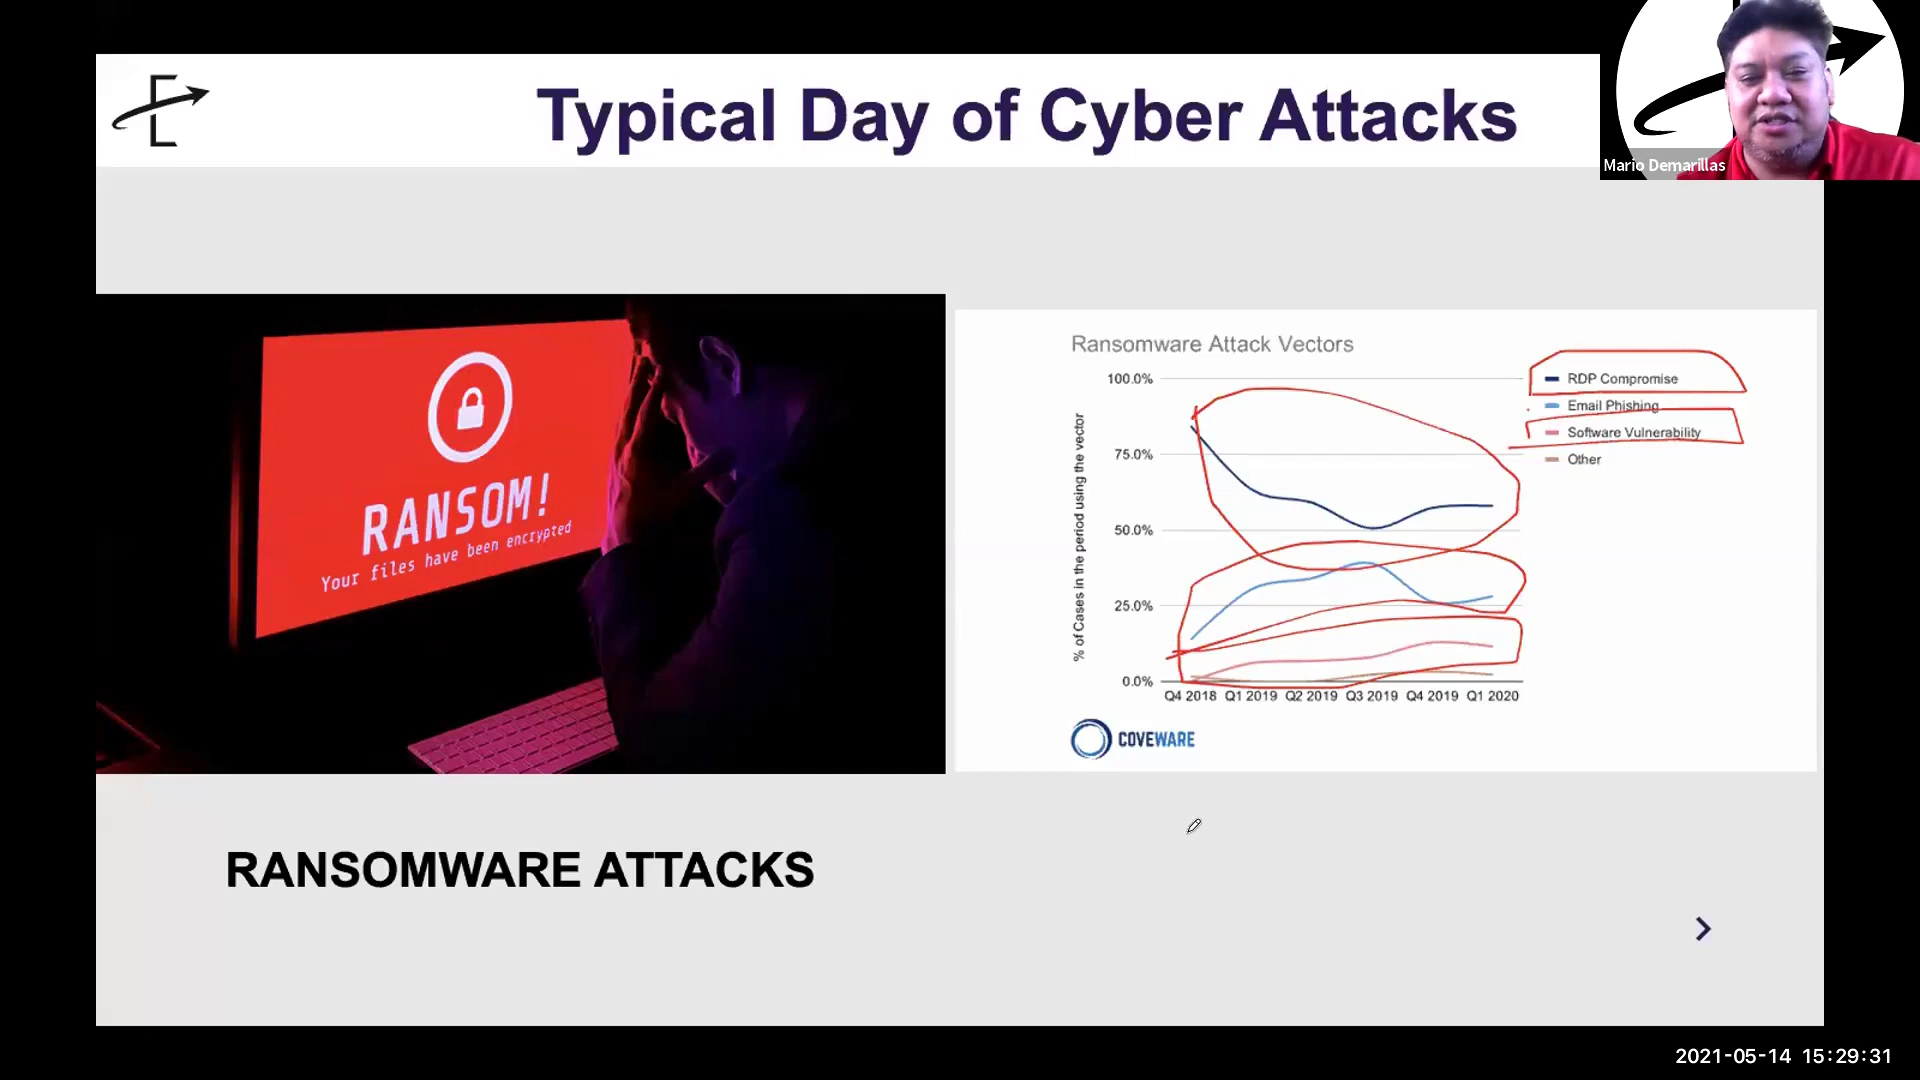 Typical Day of Cyber Attacks
Mario Demarillas
RANSOM!
Your files have been encrypted
Ransomware Attack Vectors
% of Cases in the period using the vector
100.0%
75.0%
50.0%
25.0%
0.0%
Q4 2018 Q1 2019 Q2 2019 Q3 2019 Q4 2019 Q1 2020
RDP Compromise
Email Phishing
Software Vulnerability
Other
COVEWARE
RANSOMWARE ATTACKS
2021-05-14 15:29:31